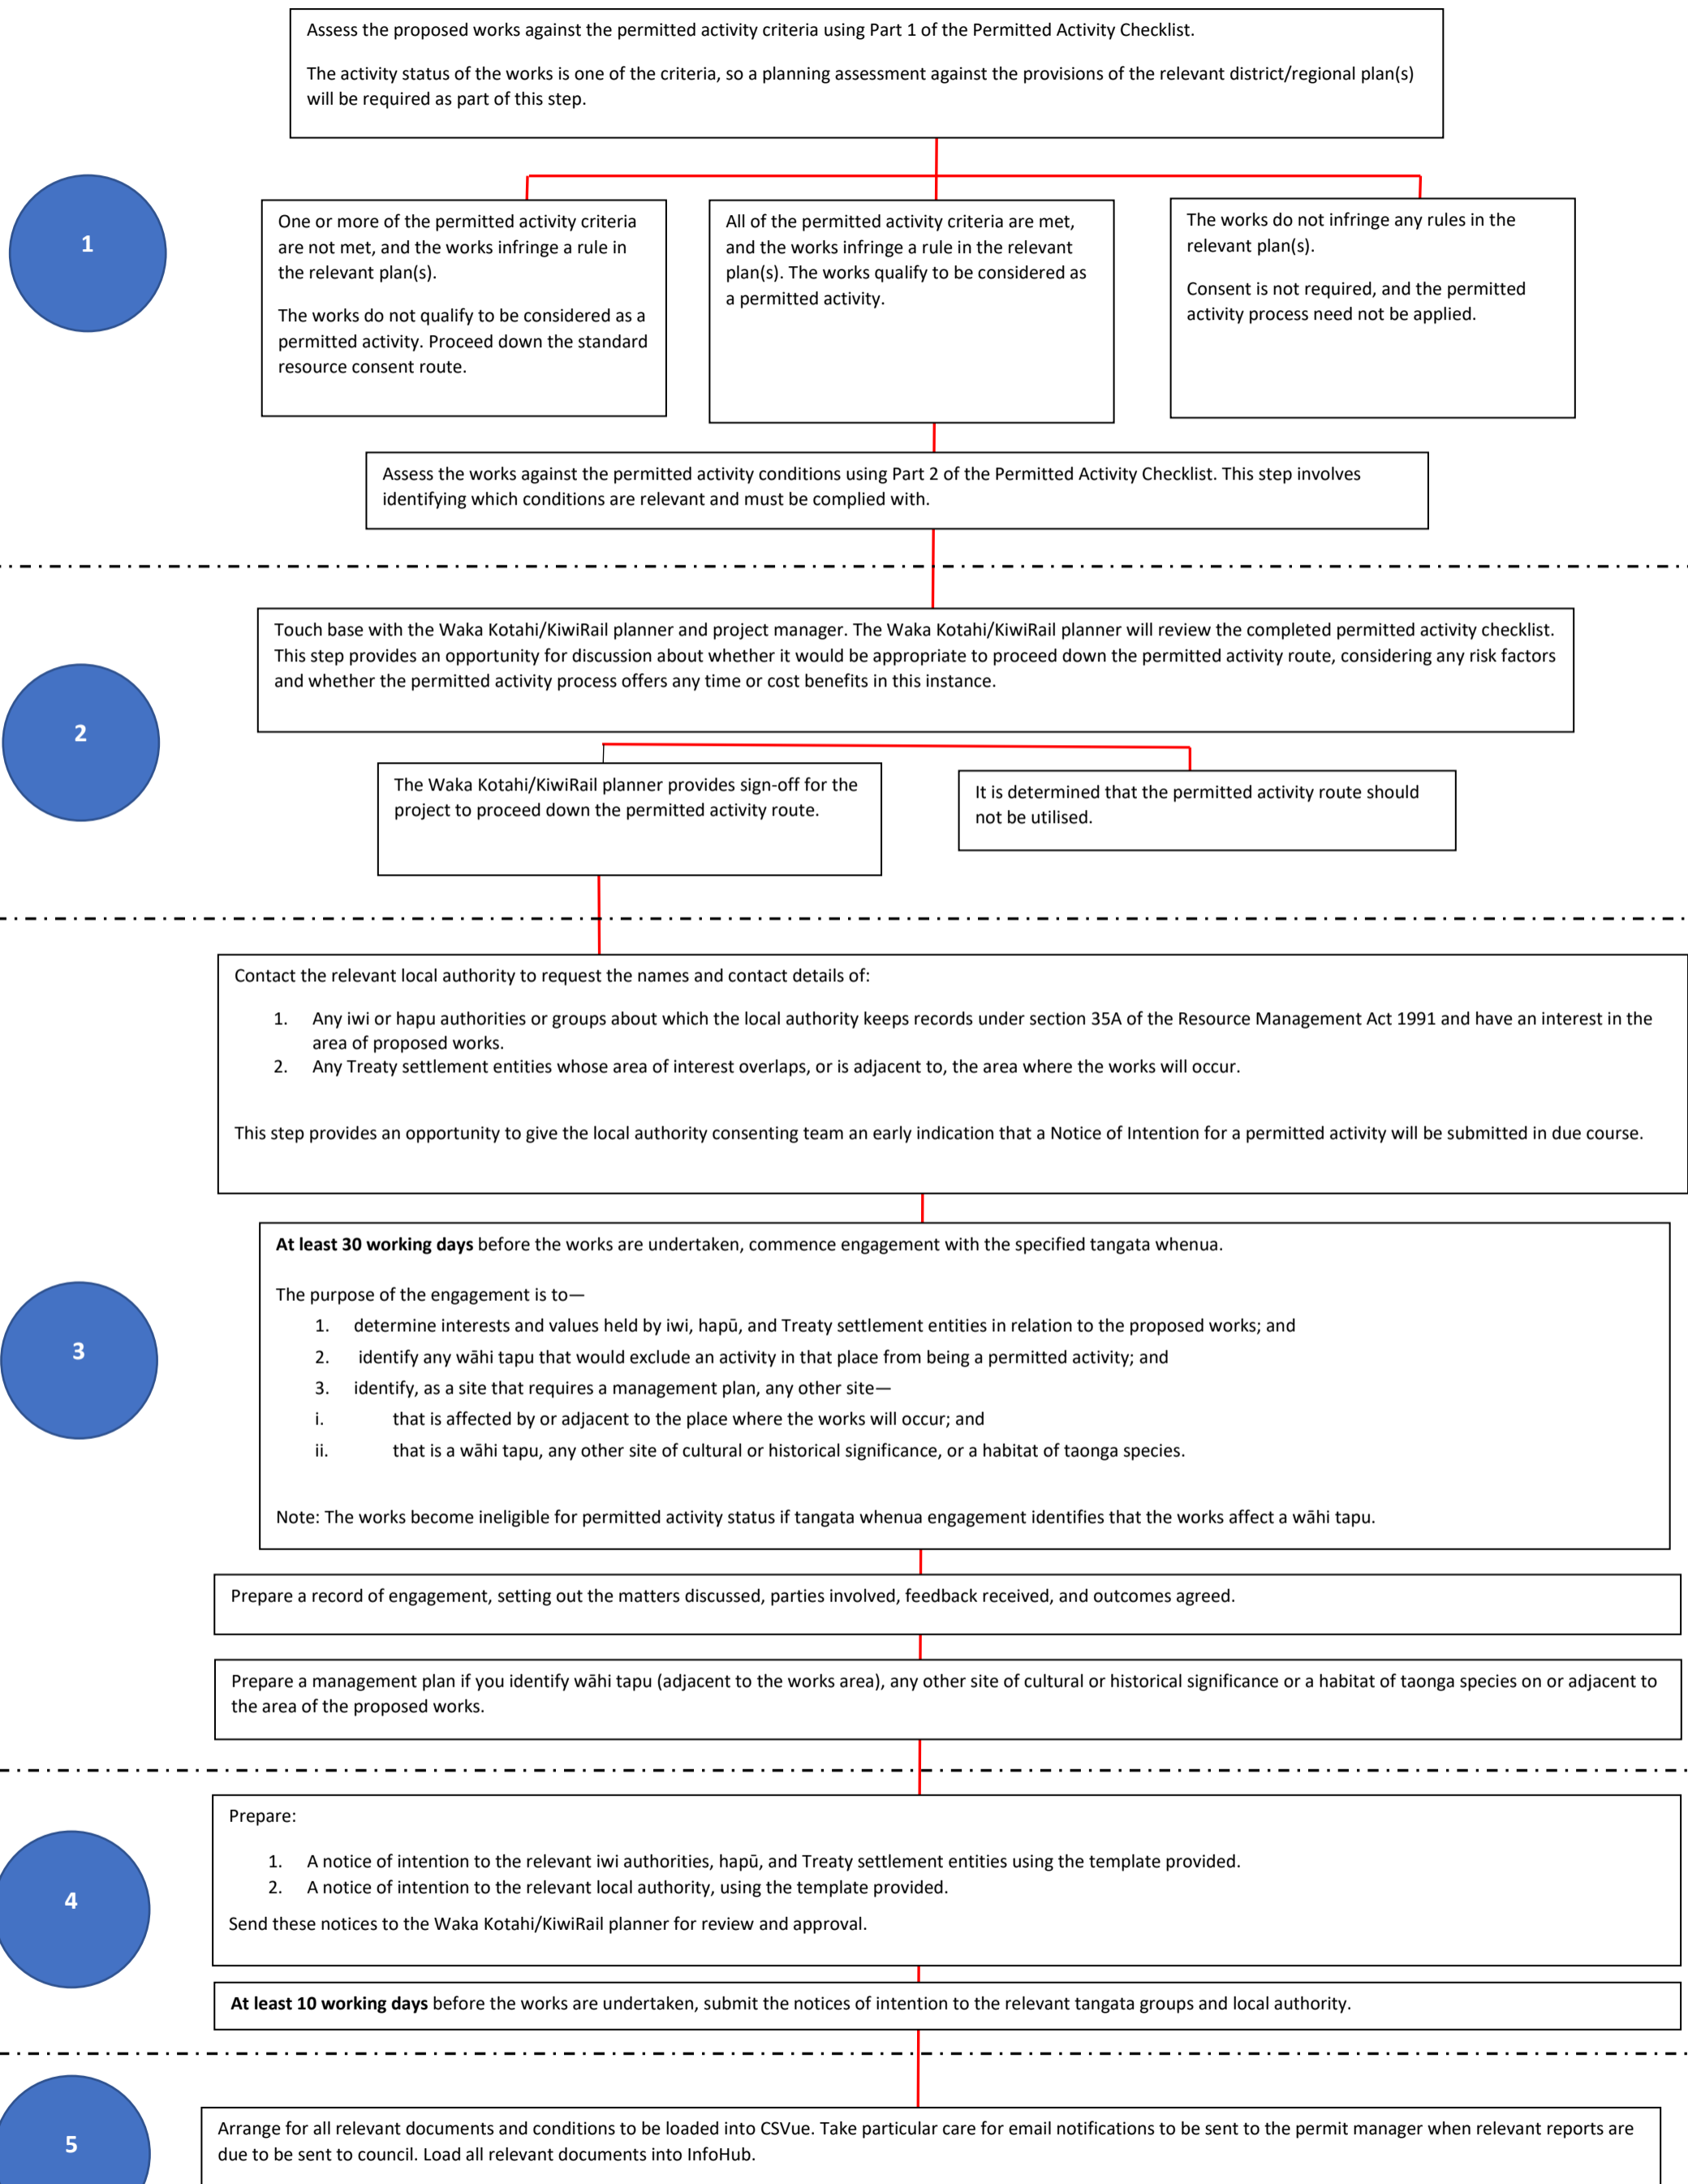 Assess the proposed works against the permitted activity criteria using Part 1 of the Permitted Activity Checklist.
The activity status of the works is one of the criteria, so a planning assessment against the provisions of the relevant district/regional plan(s)
will be required as part of this step.
1
One or more of the permitted activity criteria
are not met, and the works infringe a rule in
the relevant plan(s).
The works do not qualify to be considered as a
permitted activity. Proceed down the standard
resource consent route.
All of the permitted activity criteria are met,
and the works infringe a rule in the relevant
plan(s). The works qualify to be considered as
a permitted activity.
The works do not infringe any rules in the
relevant plan(s).
Consent is not required, and the permitted
activity process need not be applied.
Assess the works against the permitted activity conditions using Part 2 of the Permitted Activity Checklist. This step involves
identifying which conditions are relevant and must be complied with.
2
Touch base with the Waka Kotahi/KiwiRail planner and project manager. The Waka Kotahi/KiwiRail planner will review the completed permitted activity checklist.
This step provides an opportunity for discussion about whether it would be appropriate to proceed down the permitted activity route, considering any risk factors
and whether the permitted activity process offers any time or cost benefits in this instance.
The Waka Kotahi/KiwiRail planner provides sign-off for the
project to proceed down the permitted activity route.
It is determined that the permitted activity route should
not be utilised.
3
Contact the relevant local authority to request the names and contact details of:
1. Any iwi or hapu authorities or groups about which the local authority keeps records under section 35A of the Resource Management Act 1991 and have an interest in the
area of proposed works.
2. Any Treaty settlement entities whose area of interest overlaps, or is adjacent to, the area where the works will occur.
This step provides an opportunity to give the local authority consenting team an early indication that a Notice of Intention for a permitted activity will be submitted in due course.
At least 30 working days before the works are undertaken, commence engagement with the specified tangata whenua.
The purpose of the engagement is to—
1. determine interests and values held by iwi, hapū, and Treaty settlement entities in relation to the proposed works; and
2. identify any wāhi tapu that would exclude an activity in that place from being a permitted activity; and
3. identify, as a site that requires a management plan, any other site—
i. that is affected by or adjacent to the place where the works will occur; and
ii. that is a wāhi tapu, any other site of cultural or historical significance, or a habitat of taonga species.
Note: The works become ineligible for permitted activity status if tangata whenua engagement identifies that the works affect a wāhi tapu.
Prepare a record of engagement, setting out the matters discussed, parties involved, feedback received, and outcomes agreed.
Prepare a management plan if you identify wāhi tapu (adjacent to the works area), any other site of cultural or historical significance or a habitat of taonga species on or adjacent to
the area of the proposed works.
4
Prepare:
1. A notice of intention to the relevant iwi authorities, hapū, and Treaty settlement entities using the template provided.
2. A notice of intention to the relevant local authority, using the template provided.
Send these notices to the Waka Kotahi/KiwiRail planner for review and approval.
At least 10 working days before the works are undertaken, submit the notices of intention to the relevant tangata groups and local authority.
5
Arrange for all relevant documents and conditions to be loaded into CSVue. Take particular care for email notifications to be sent to the permit manager when relevant reports are
due to be sent to council. Load all relevant documents into InfoHub.